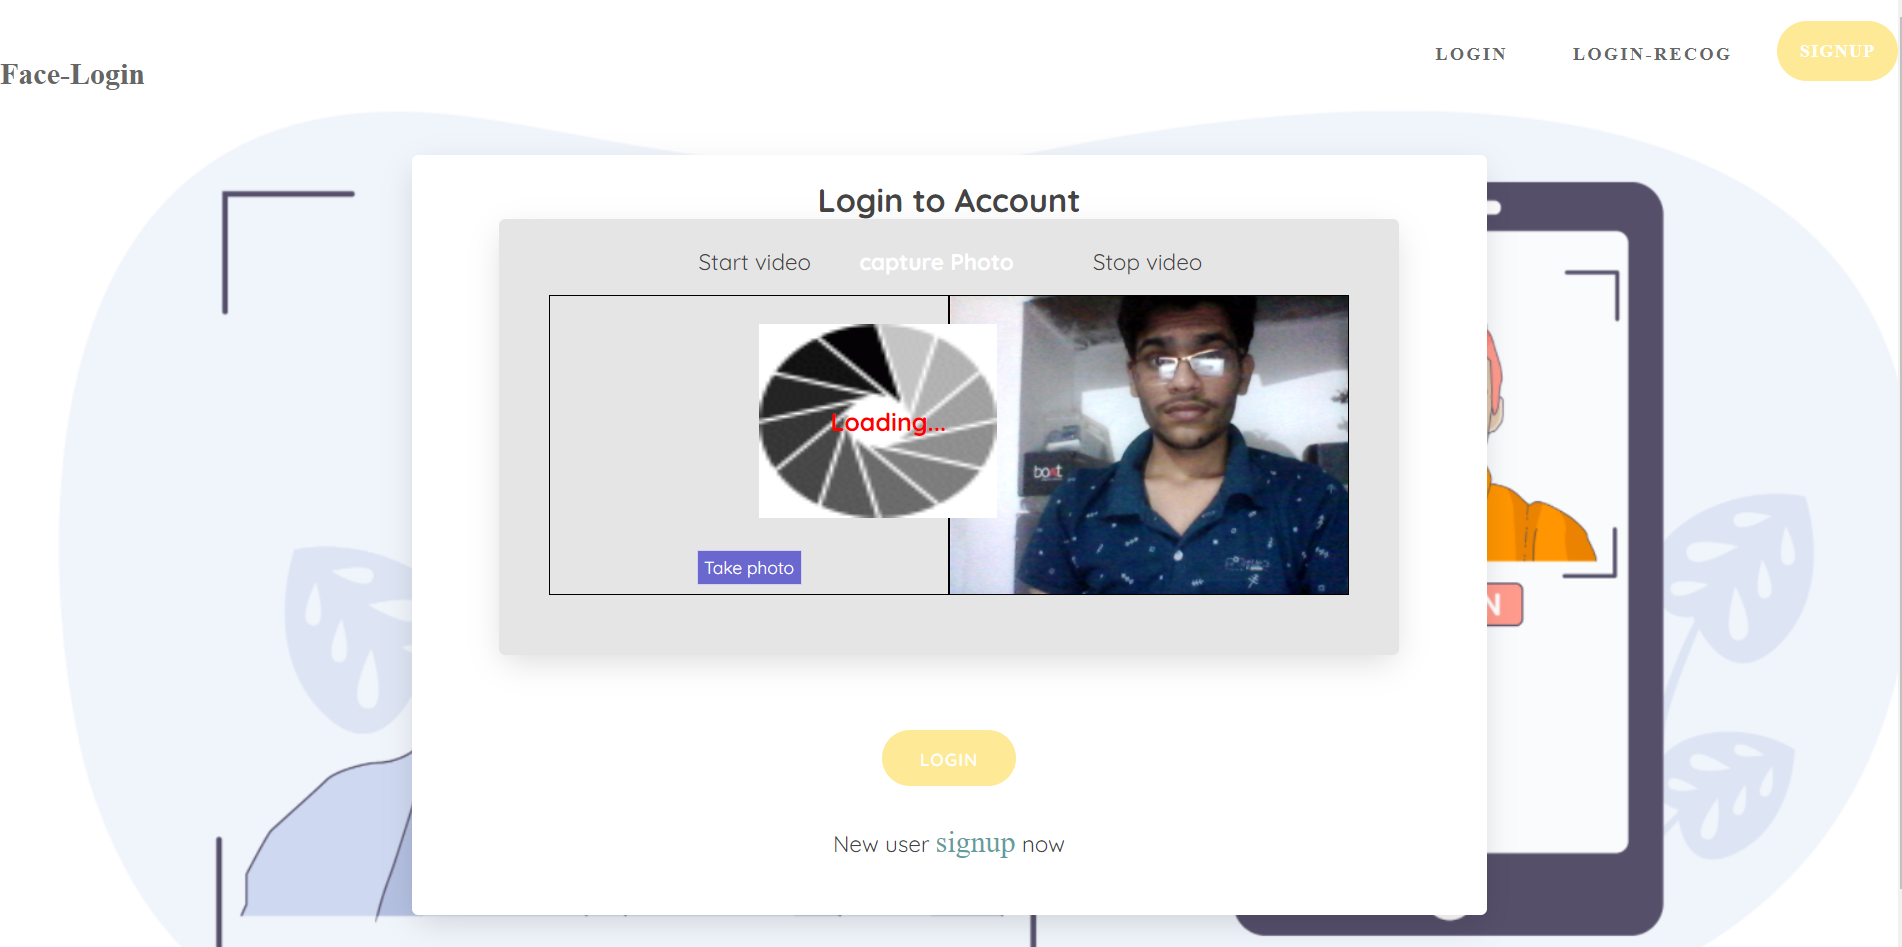 LOGIN LOGIN-RECOG SIGNUP
Face-Login
Login to Account
Start video capture Photo Stop video
Loading...
boAt
Take photo
N
LOGIN
New user signup now